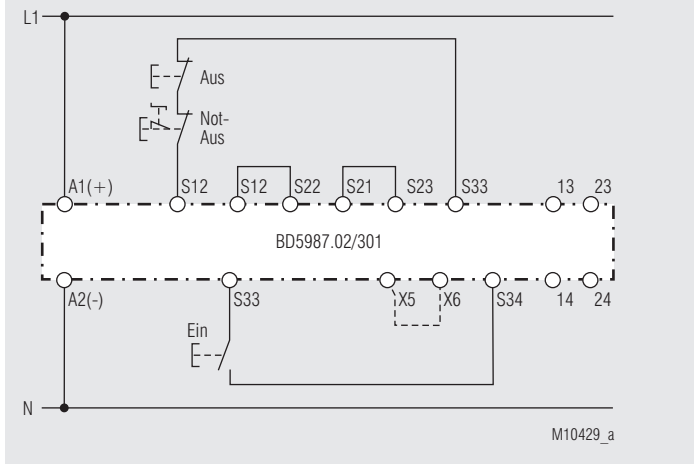 L1
Aus
Not-
Aus
A1(+) S12 S12 S22 S21 S23 S33 13 23
BD5987.02/301
A2(-) S33 X5 X6 S34 14 24
Ein
N
M10429_a